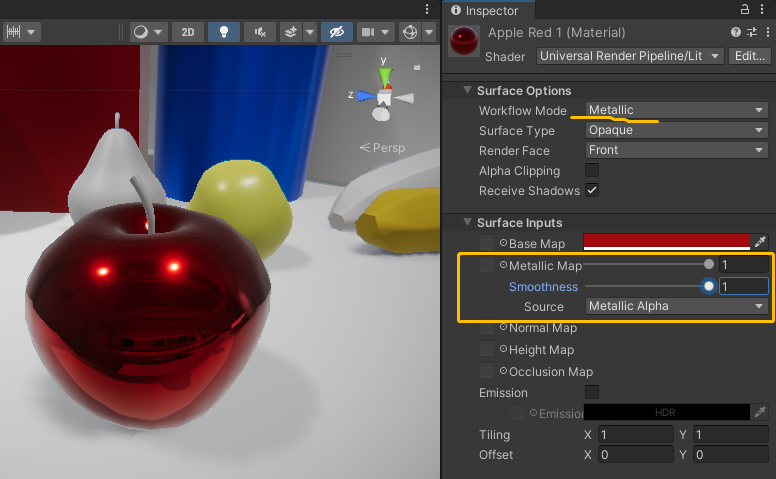 Inspector
2D
Apple Red 1 (Material)
Shader Universal Render Pipeline/Lit Edit...
y
z
Persp
Surface Options
Workflow Mode Metallic
Surface Type Opaque
Render Face Front
Alpha Clipping
Receive Shadows
Surface Inputs
Base Map
Metallic Map 1
Smoothness 1
Source Metallic Alpha
Normal Map
Height Map
Occlusion Map
Emission
Emission HDR
Tiling X 1 Y 1
Offset X 0 Y 0